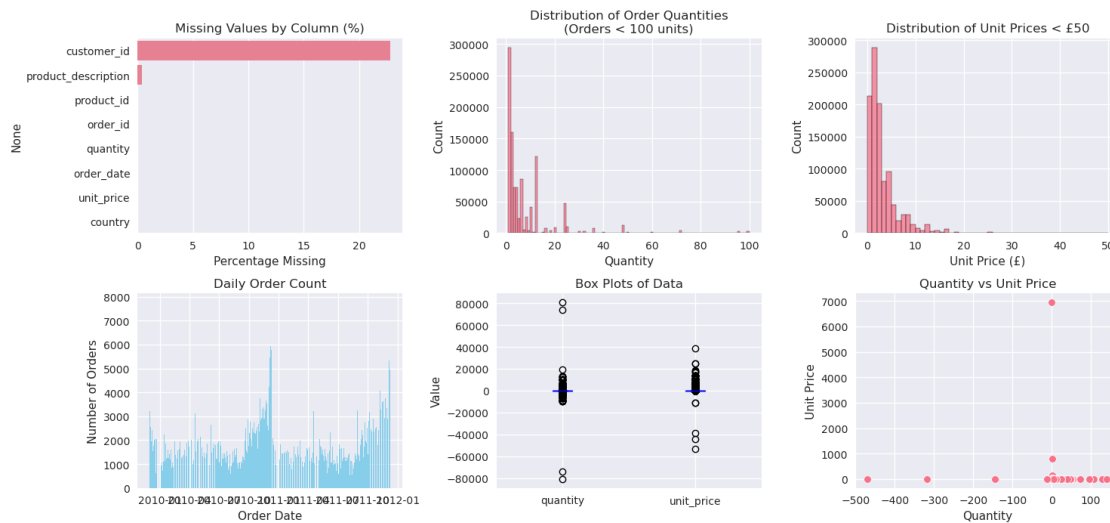 Missing Values by Column (%)
customer_id
product_description
product_id
order_id
quantity
order_date
unit_price
country
None
0 5 10 15 20
Percentage Missing
Distribution of Order Quantities
(Orders < 100 units)
300000
250000
200000
150000
100000
50000
0
Count
0 20 40 60 80 100
Quantity
Distribution of Unit Prices < £50
300000
250000
200000
150000
100000
50000
0
Count
0 10 20 30 40 50
Unit Price (£)
Daily Order Count
8000
7000
6000
5000
4000
3000
2000
1000
0
Number of Orders
Order Date
Box Plots of Data
80000
60000
40000
20000
0
−20000
−40000
−60000
−80000
Value
quantity unit_price
Quantity vs Unit Price
7000
6000
5000
4000
3000
2000
1000
0
Unit Price
−500 −400 −300 −200 −100 0 100
Quantity